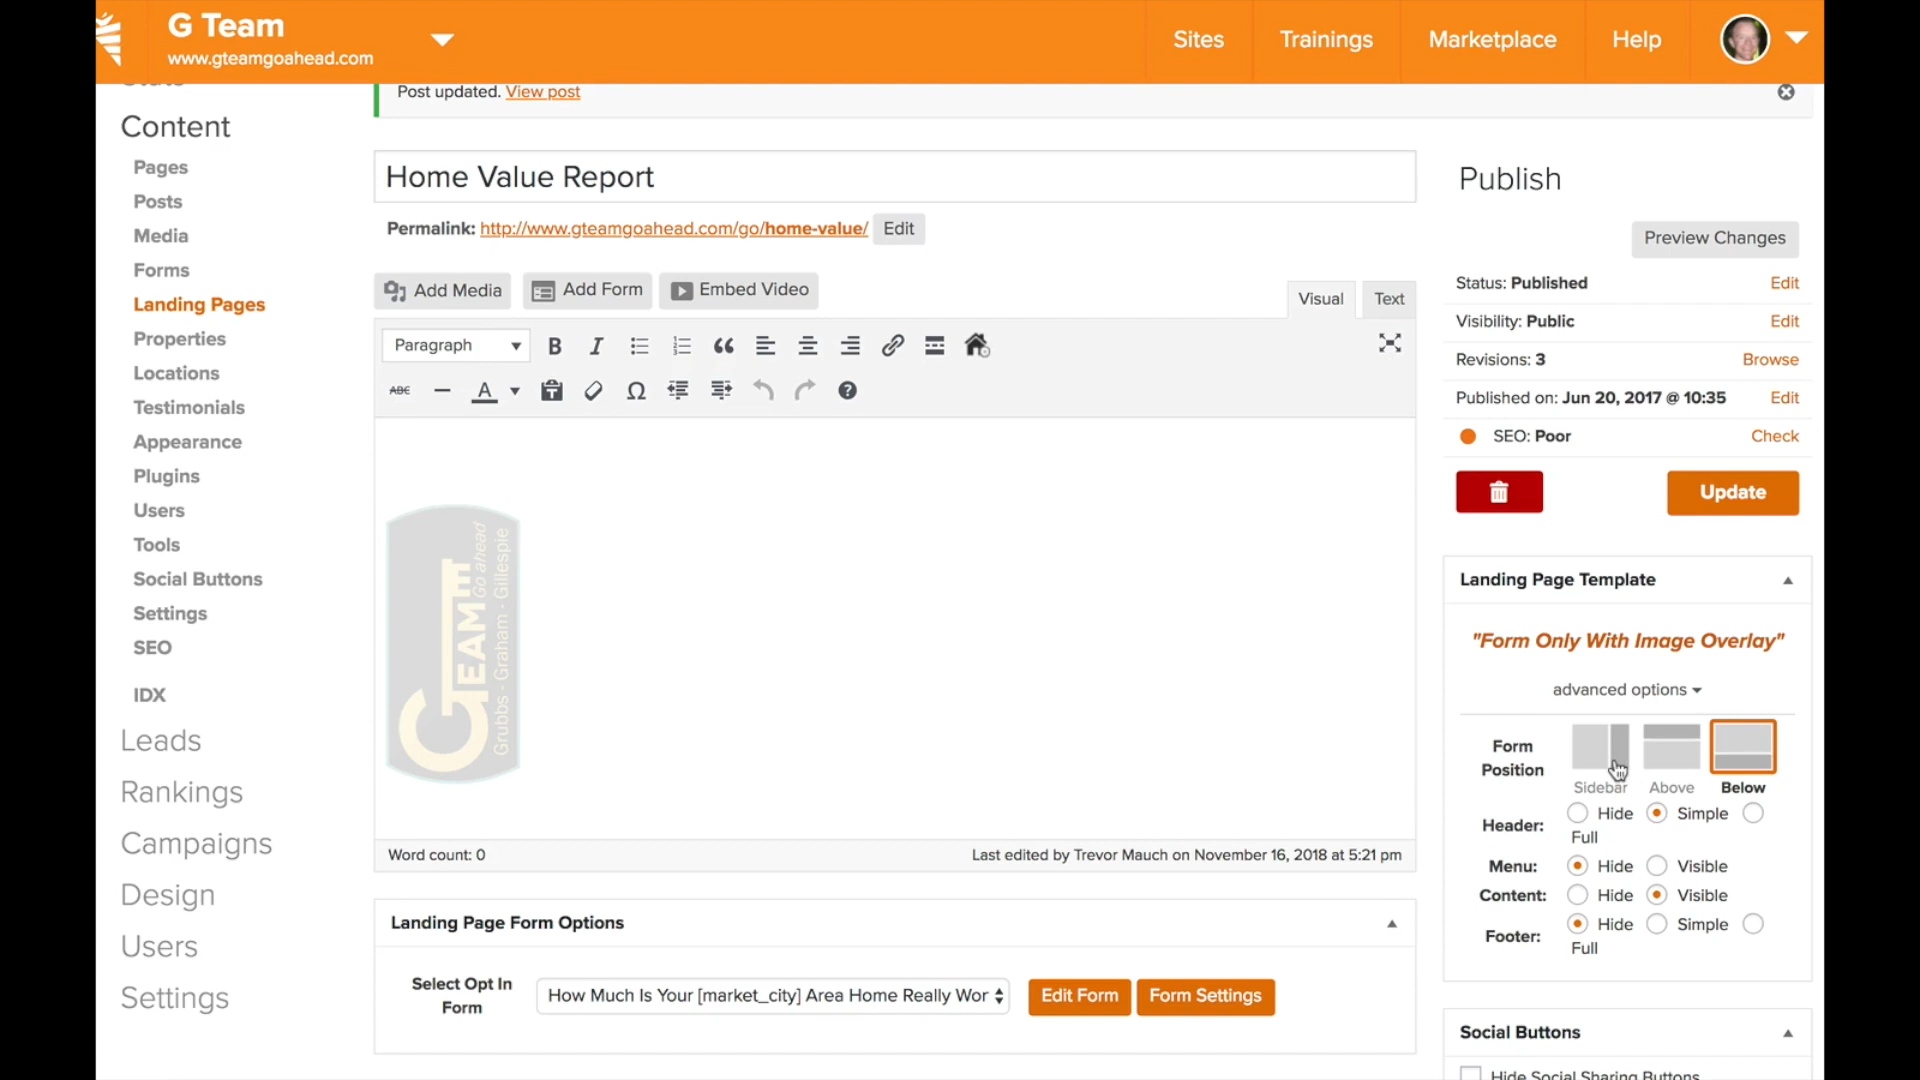 G Team
www.gteamgoahead.com
Sites
Trainings
Marketplace
Help
Stats
Post updated. View post
Content
Pages
Posts
Media
Forms
Landing Pages
Properties
Locations
Testimonials
Appearance
Plugins
Users
Tools
Social Buttons
Settings
SEO
IDX
Leads
Rankings
Campaigns
Design
Users
Settings
Home Value Report
Permalink: http://www.gteamgoahead.com/go/home-value/ Edit
Add Media
Add Form
Embed Video
Visual
Text
Paragraph
B I
ABC
A
GTEAM
Go ahead
Grubbs - Graham - Gillespie
Word count: 0
Last edited by Trevor Mauch on November 16, 2018 at 5:21 pm
Landing Page Form Options
Select Opt In Form
How Much Is Your [market_city] Area Home Really Wor
Edit Form
Form Settings
Publish
Preview Changes
Status: Published Edit
Visibility: Public Edit
Revisions: 3 Browse
Published on: Jun 20, 2017 @ 10:35 Edit
SEO: Poor Check
Update
Landing Page Template
"Form Only With Image Overlay"
advanced options
Form Position
Sidebar Above Below
Header: Hide Simple
Full
Menu: Hide Visible
Content: Hide Visible
Footer: Hide Simple
Full
Social Buttons
Hide Social Sharing Buttons